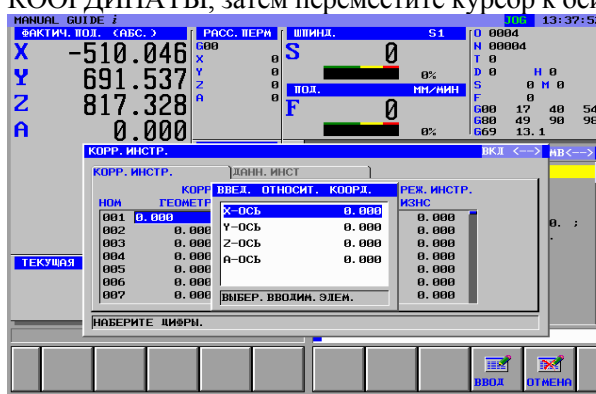 КООРДИНАТЫ, затем переместите курсор к оси
MANUAL GUIDE i JOG 13:37:5
ФАКТИЧ. ПОЛ. (АБС.) РАСС. ПЕРМ ШПИНД. S1 O 0004
X -510.046 G00 X 0 S 0 N 00004
T 0
Y 691.537 Y 0 0% D 0 H 0
Z 817.328 Z 0 ПОД. ММ/МИН S 0 M 0
A 0.000 A 0 F 0 F 0
G00 17 40 54
G80 49 90 98
0% G69 13.1
КОРР. ИНСТР. ВКЛ <--> МВ<-->
КОРР. ИНСТР. ДАНН. ИНСТ
КОРР ВВЕД. ОТНОСИТ. КООРД. РЕЖ. ИНСТР.
НОМ ГЕОМЕТР ИЗНС
001 0.000 X-ОСЬ 0.000 0.000
002 0.000 Y-ОСЬ 0.000 0.000
003 0.000 Z-ОСЬ 0.000 0.000
004 0.000 A-ОСЬ 0.000 0.000
005 0.000 0.000
006 0.000 0.000
007 0.000 ВЫБЕР. ВВОДИМ. ЭЛЕМ. 0.000
0. ;
ТЕКУЩАЯ
НАБЕРИТЕ ЦИФРЫ.
ВВОД ОТМЕНА